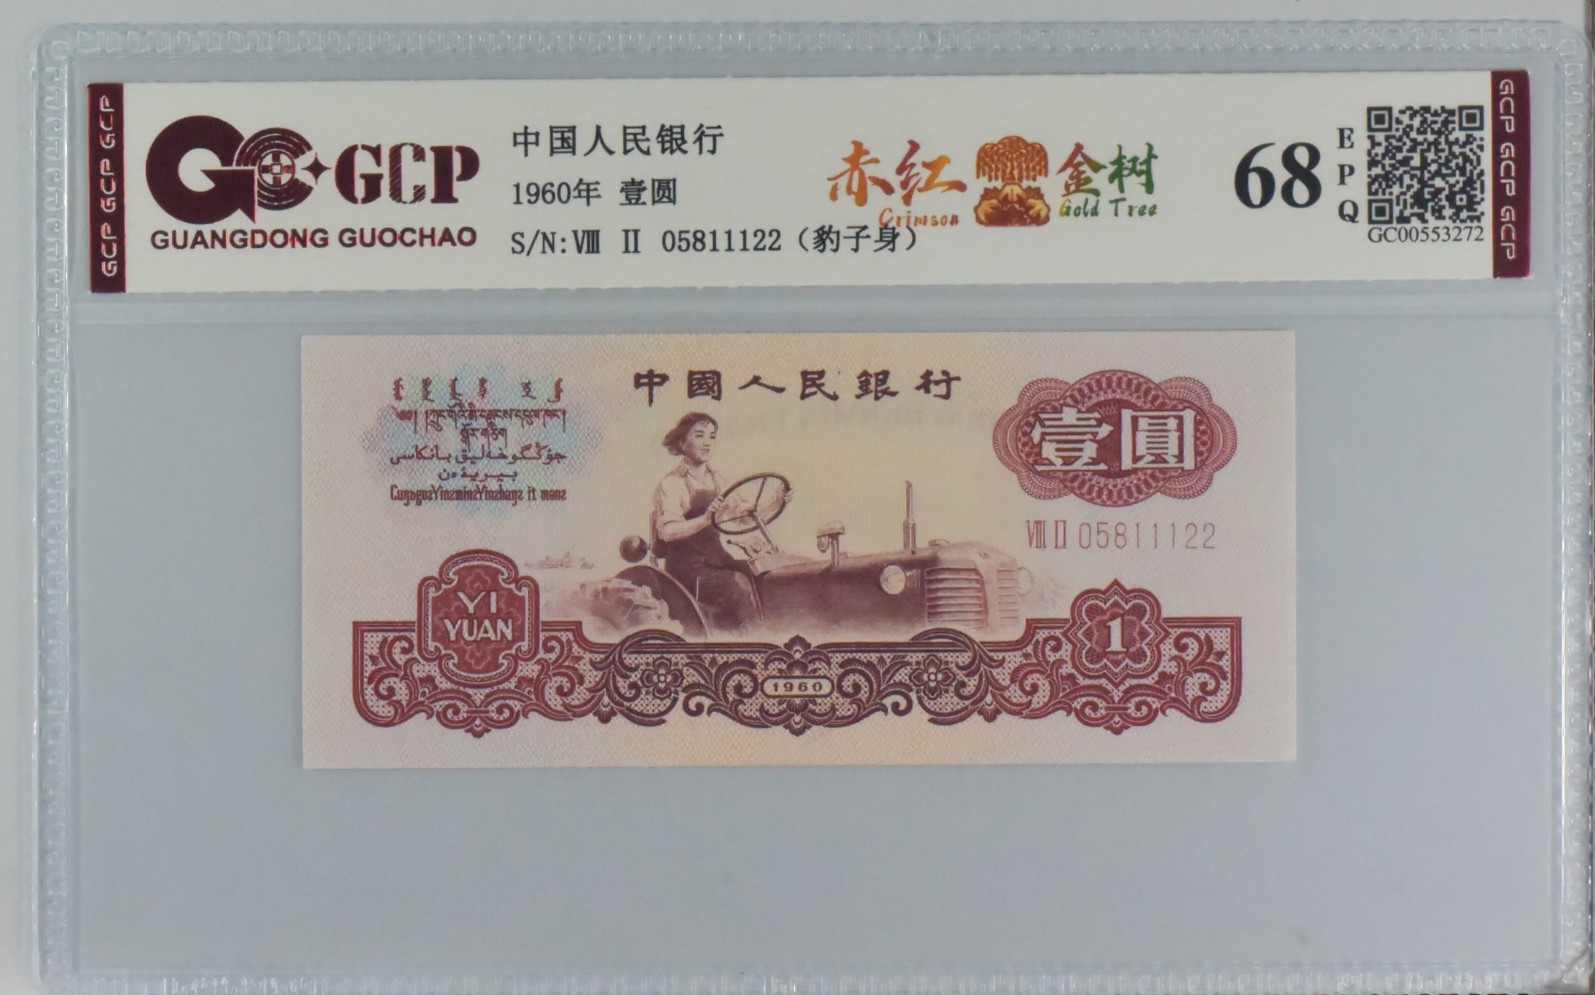 GCP GCP GCP
GCP
GUANGDONG GUOCHAO
中国人民银行
1960年 壹圆
S/N:Ⅷ Ⅱ 05811122（豹子身）
赤红 金树
Crimson Gold Tree
68
EPQ
GC00553272
GCP GCP GCP
中國人民銀行
壹圓
ⅧⅡ 05811122
YI
YUAN
1960
1